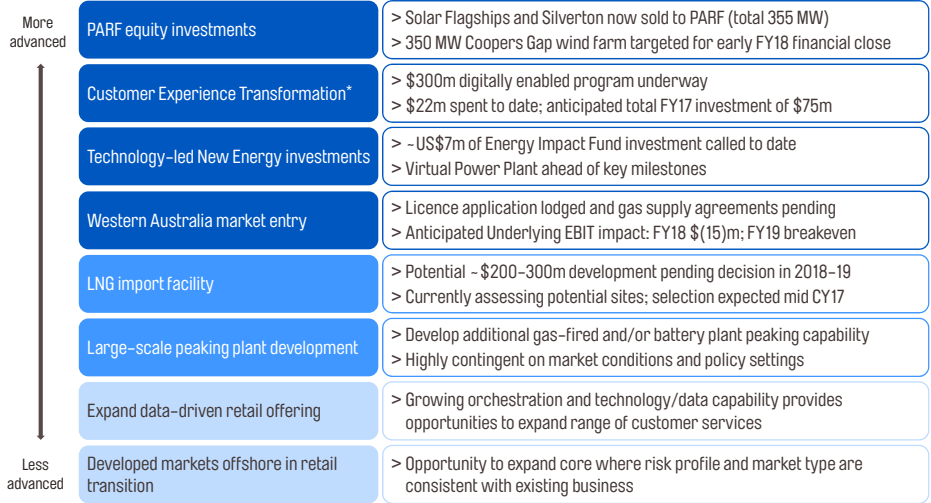 More
advanced
PARF equity investments
> Solar Flagships and Silverton now sold to PARF (total 355 MW)
> 350 MW Coopers Gap wind farm targeted for early FY18 financial close
Customer Experience Transformation*
> $300m digitally enabled program underway
> $22m spent to date; anticipated total FY17 investment of $75m
Technology-led New Energy investments
> ~US$7m of Energy Impact Fund investment called to date
> Virtual Power Plant ahead of key milestones
Western Australia market entry
> Licence application lodged and gas supply agreements pending
> Anticipated Underlying EBIT impact: FY18 $(15)m; FY19 breakeven
LNG import facility
> Potential ~$200-300m development pending decision in 2018-19
> Currently assessing potential sites; selection expected mid CY17
Large-scale peaking plant development
> Develop additional gas-fired and/or battery plant peaking capability
> Highly contingent on market conditions and policy settings
Expand data-driven retail offering
> Growing orchestration and technology/data capability provides
opportunities to expand range of customer services
Less
advanced
Developed markets offshore in retail
transition
> Opportunity to expand core where risk profile and market type are
consistent with existing business